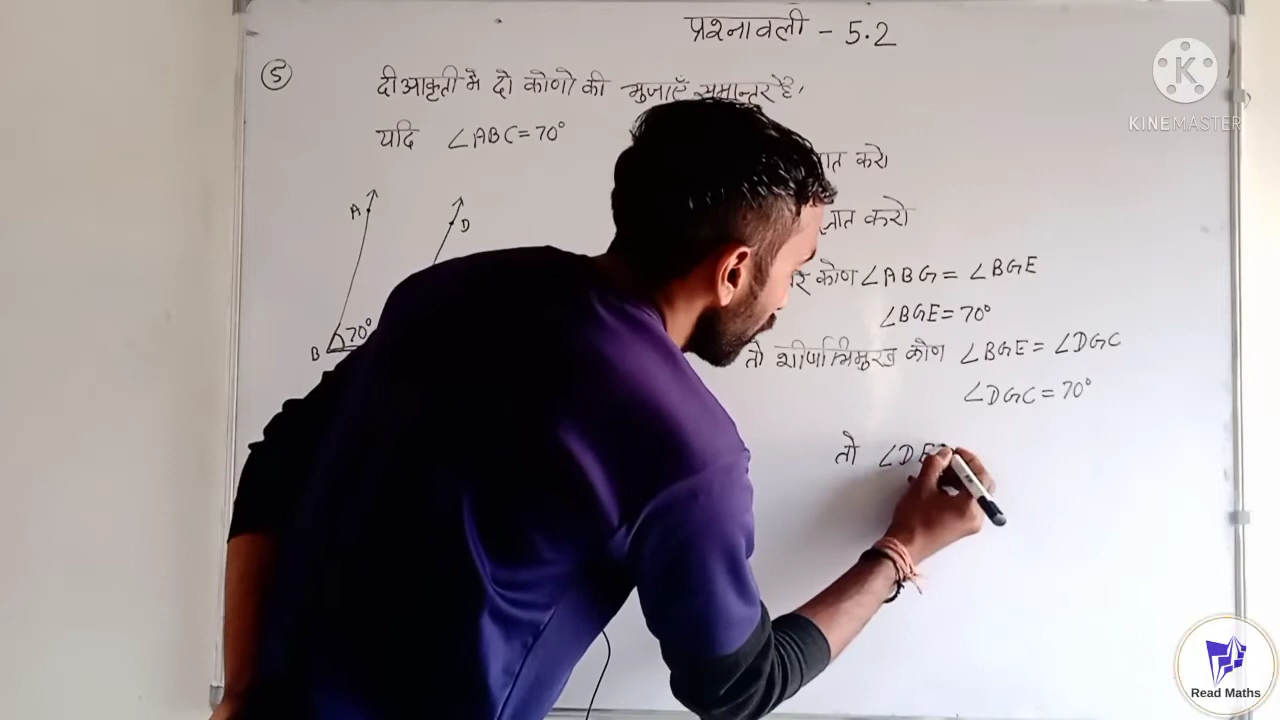 प्रश्नावली - 5.2
⑤ दी आकृती मे दो कोणो की भुजाएँ समान्तर है।
यदि ∠ABC = 70°
ज्ञात करे।
ज्ञात करो।
A
D
B 70°
कोण ∠ABG = ∠BGE
∠BGE = 70°
तो शीर्षाभिमुख कोण ∠BGE = ∠DGC
∠DGC = 70°
तो ∠DE
KINEMASTER
Read Maths